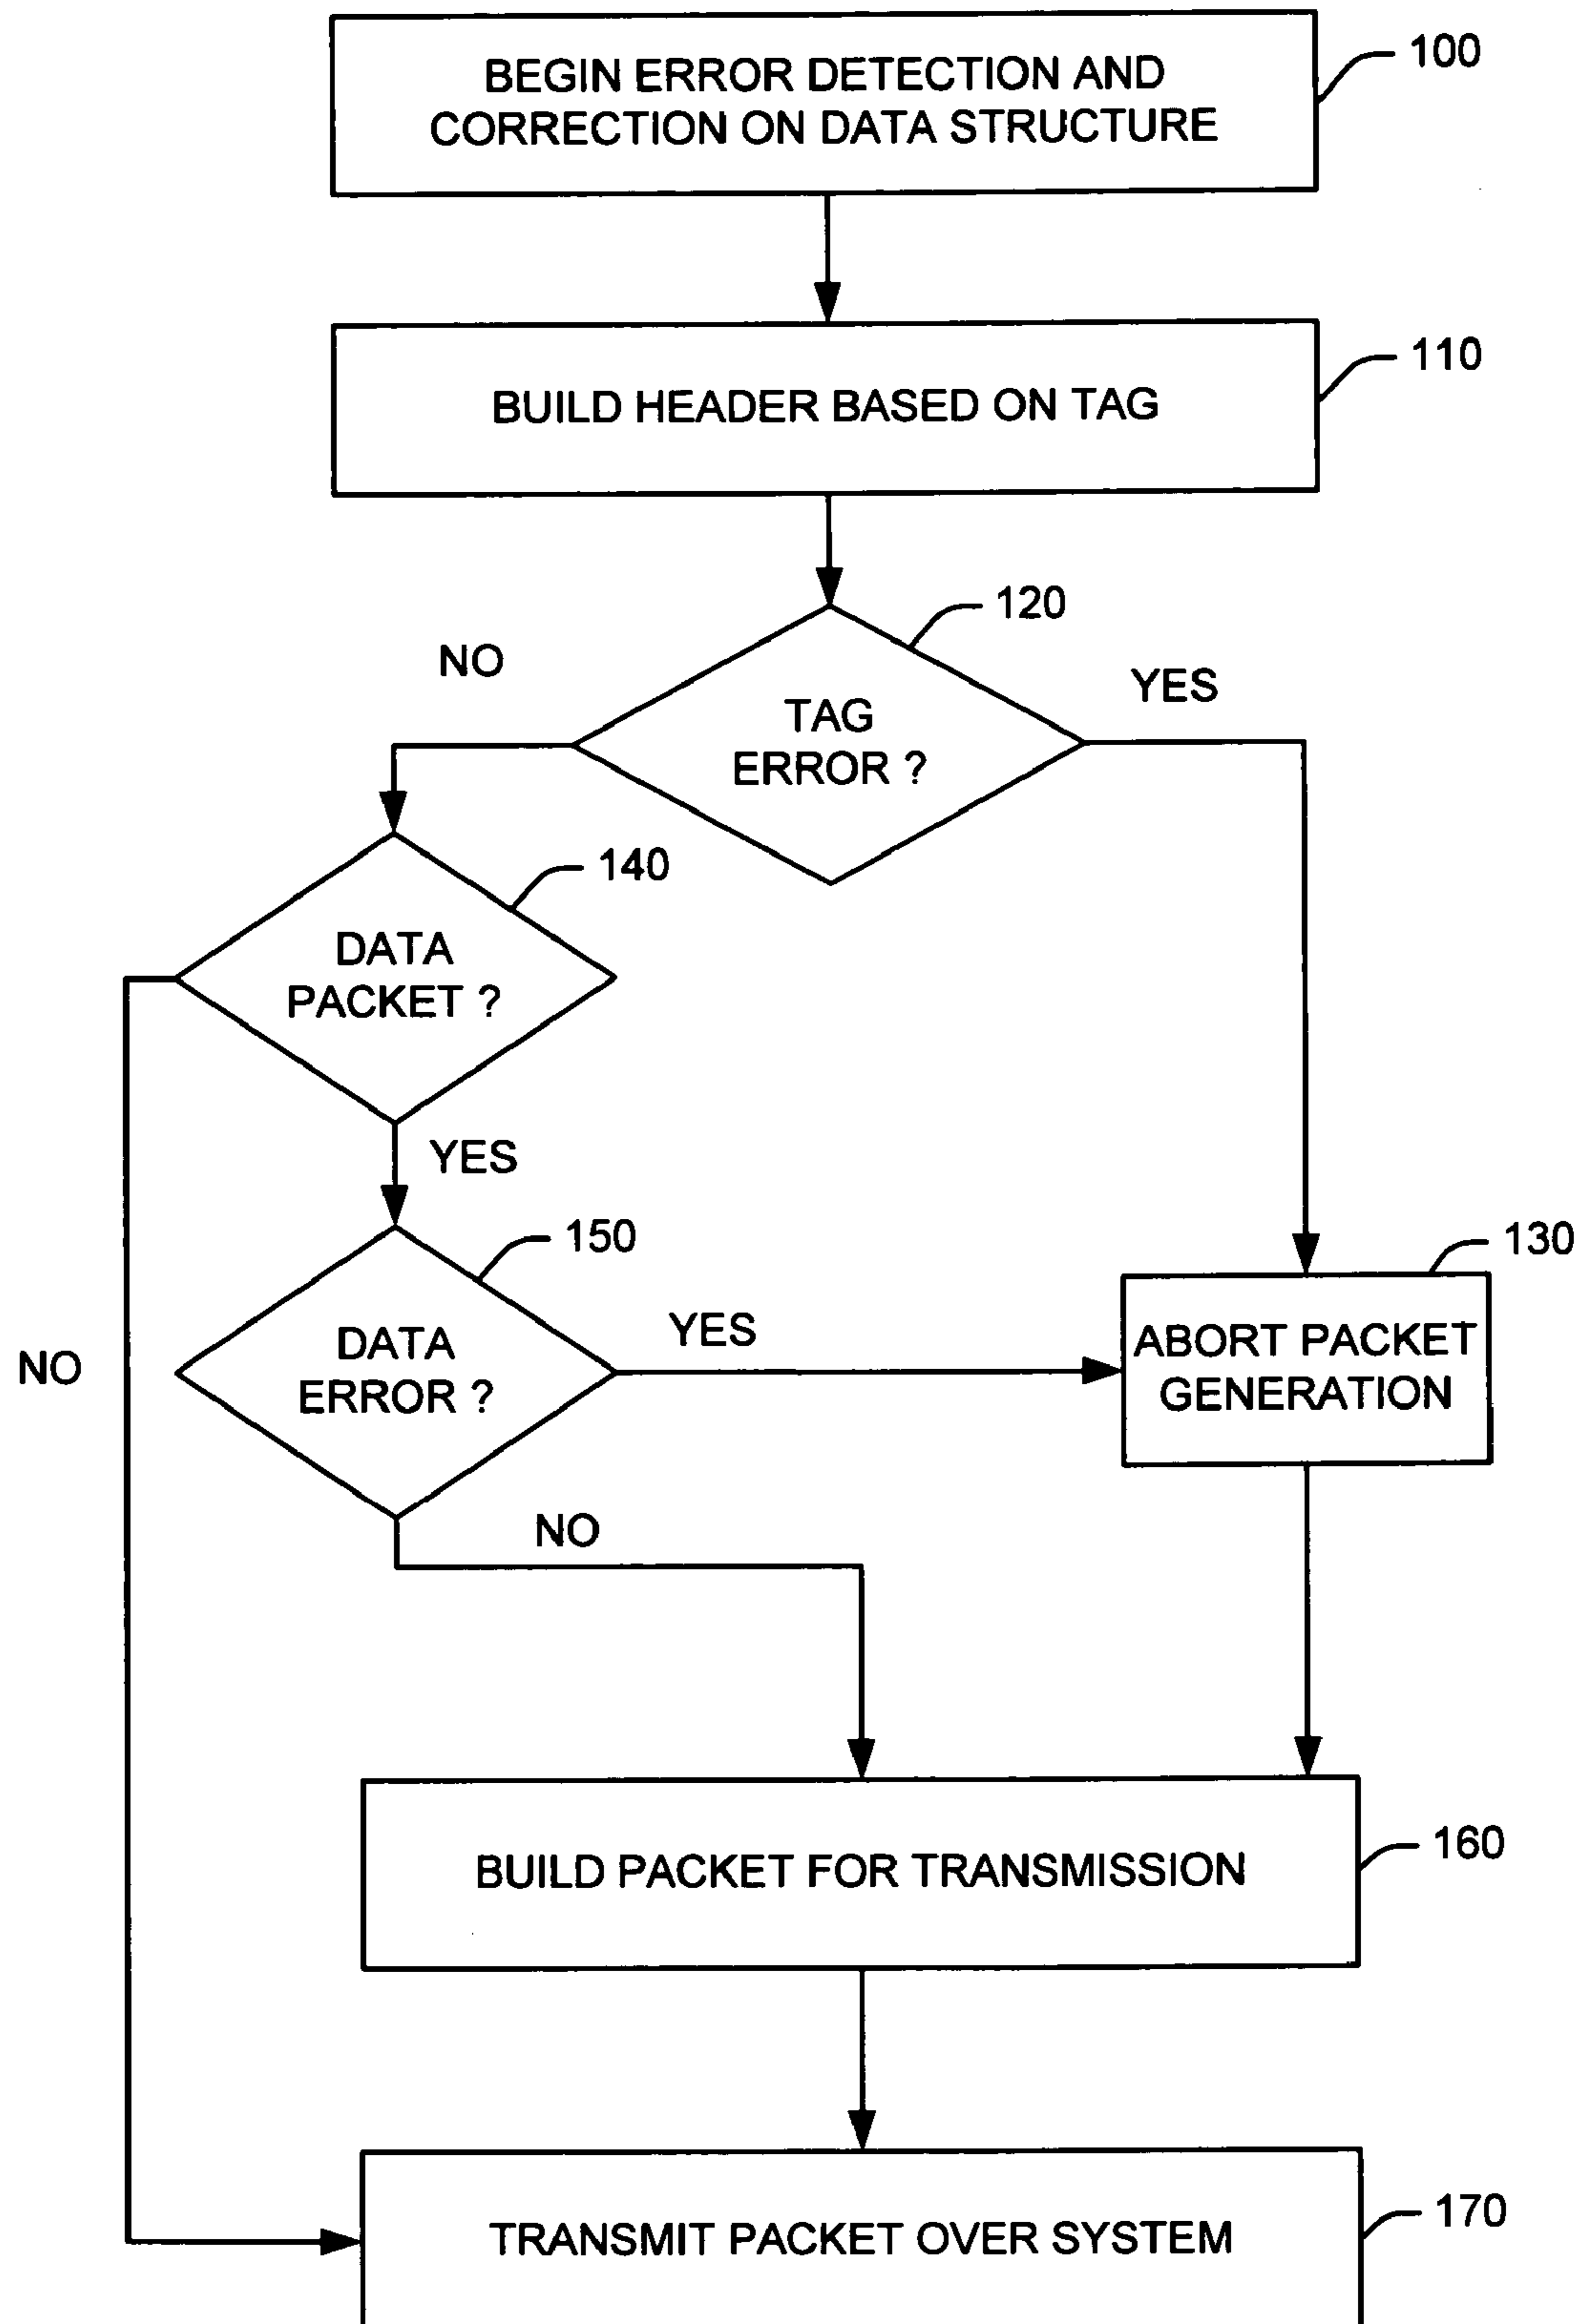 BEGIN ERROR DETECTION AND
CORRECTION ON DATA STRUCTURE
100
BUILD HEADER BASED ON TAG
110
120
NO
YES
TAG
ERROR ?
140
DATA
PACKET ?
YES
150
130
NO
DATA
ERROR ?
YES
ABORT PACKET
GENERATION
NO
BUILD PACKET FOR TRANSMISSION
160
TRANSMIT PACKET OVER SYSTEM
170